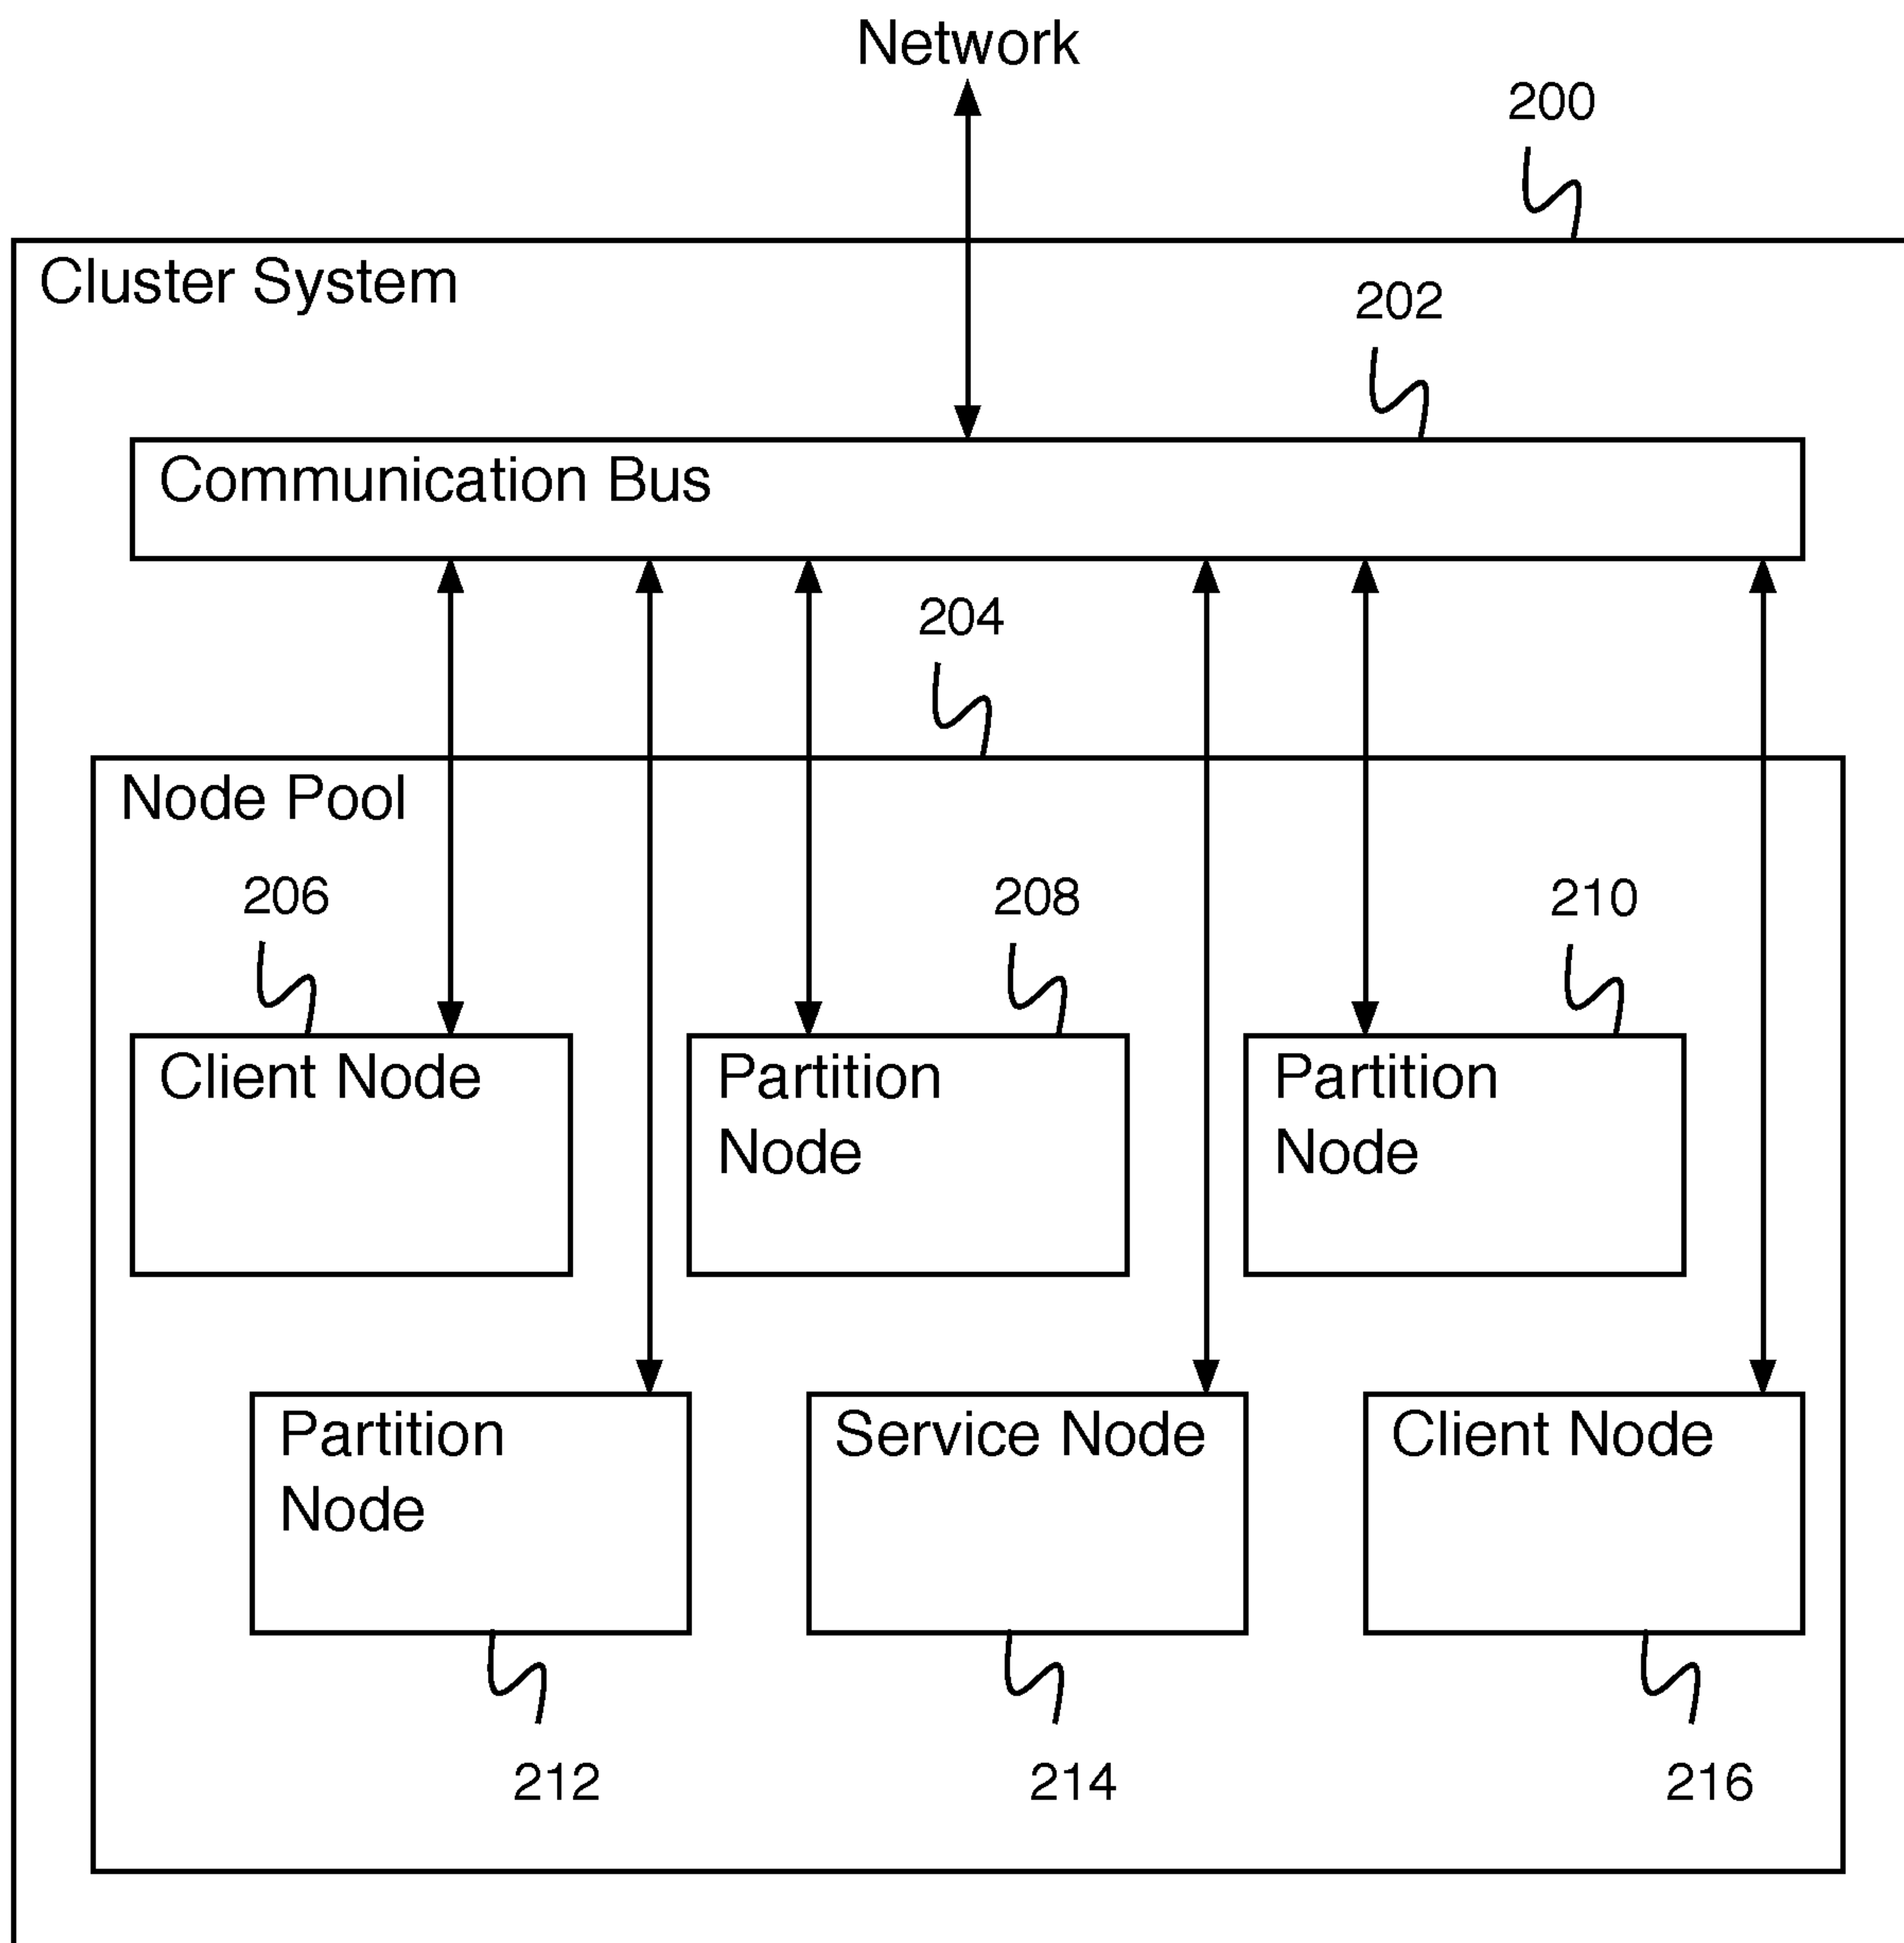 Network
200
Cluster System
202
Communication Bus
204
Node Pool
206
208
210
Client Node
Partition
Node
Partition
Node
Partition
Node
Service Node
Client Node
212
214
216